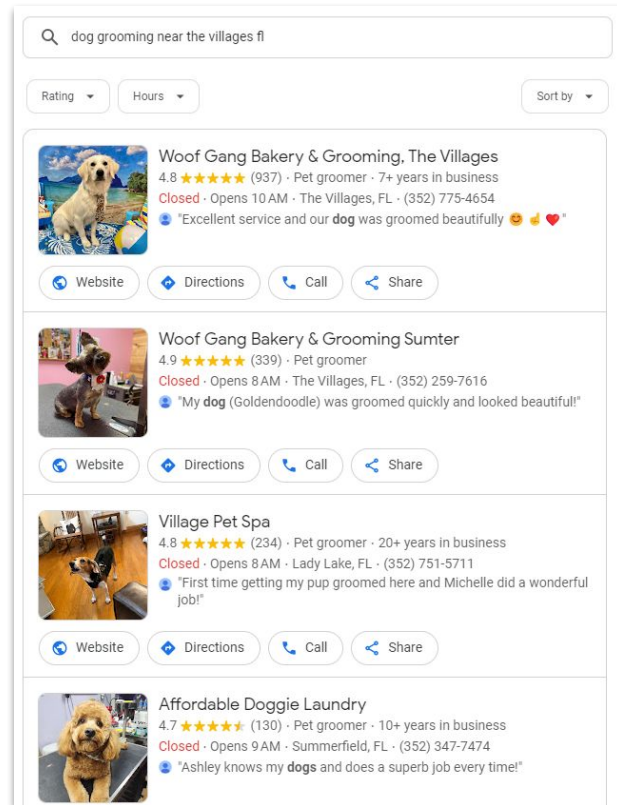 dog grooming near the villages fl
Rating
Hours
Sort by
Woof Gang Bakery & Grooming, The Villages
4.8 ★★★★★ (937) · Pet groomer · 7+ years in business
Closed · Opens 10 AM · The Villages, FL · (352) 775-4654
"Excellent service and our dog was groomed beautifully 😊 ☝ ❤"
Website
Directions
Call
Share
Woof Gang Bakery & Grooming Sumter
4.9 ★★★★★ (339) · Pet groomer
Closed · Opens 8 AM · The Villages, FL · (352) 259-7616
"My dog (Goldendoodle) was groomed quickly and looked beautiful!"
Website
Directions
Call
Share
Village Pet Spa
4.8 ★★★★★ (234) · Pet groomer · 20+ years in business
Closed · Opens 8 AM · Lady Lake, FL · (352) 751-5711
"First time getting my pup groomed here and Michelle did a wonderful
job!"
Website
Directions
Call
Share
Affordable Doggie Laundry
4.7 ★★★★★ (130) · Pet groomer · 10+ years in business
Closed · Opens 9 AM · Summerfield, FL · (352) 347-7474
"Ashley knows my dogs and does a superb job every time!"